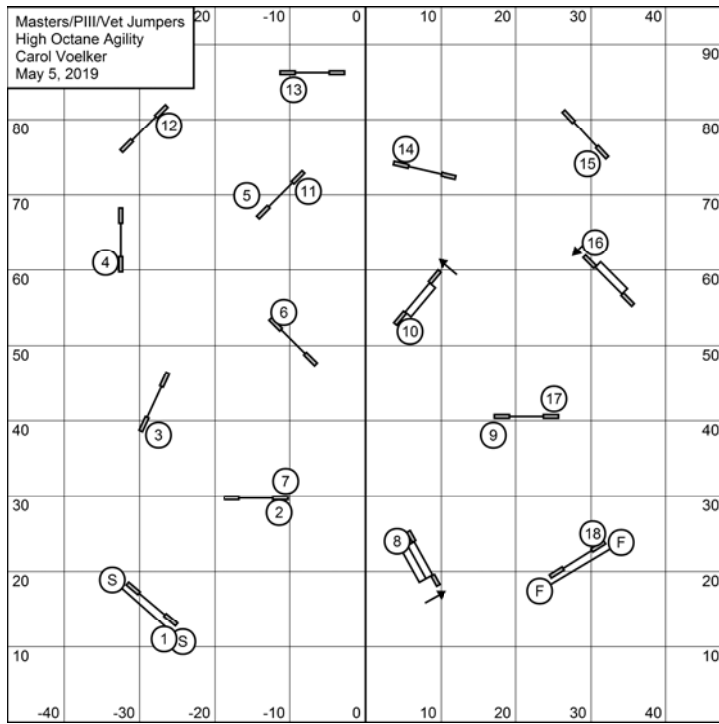 Masters/PIII/Vet Jumpers
High Octane Agility
Carol Voelker
May 5, 2019
-20 -10 0 10 20 30 40
90
13
80 12 80
14
15
5 11
70 70
16
4
60 60
6
10
50 50
17
40 3 9 40
7
30 2 30
8 18 F
20 S F 20
1 S
10 10
-40 -30 -20 -10 0 10 20 30 40